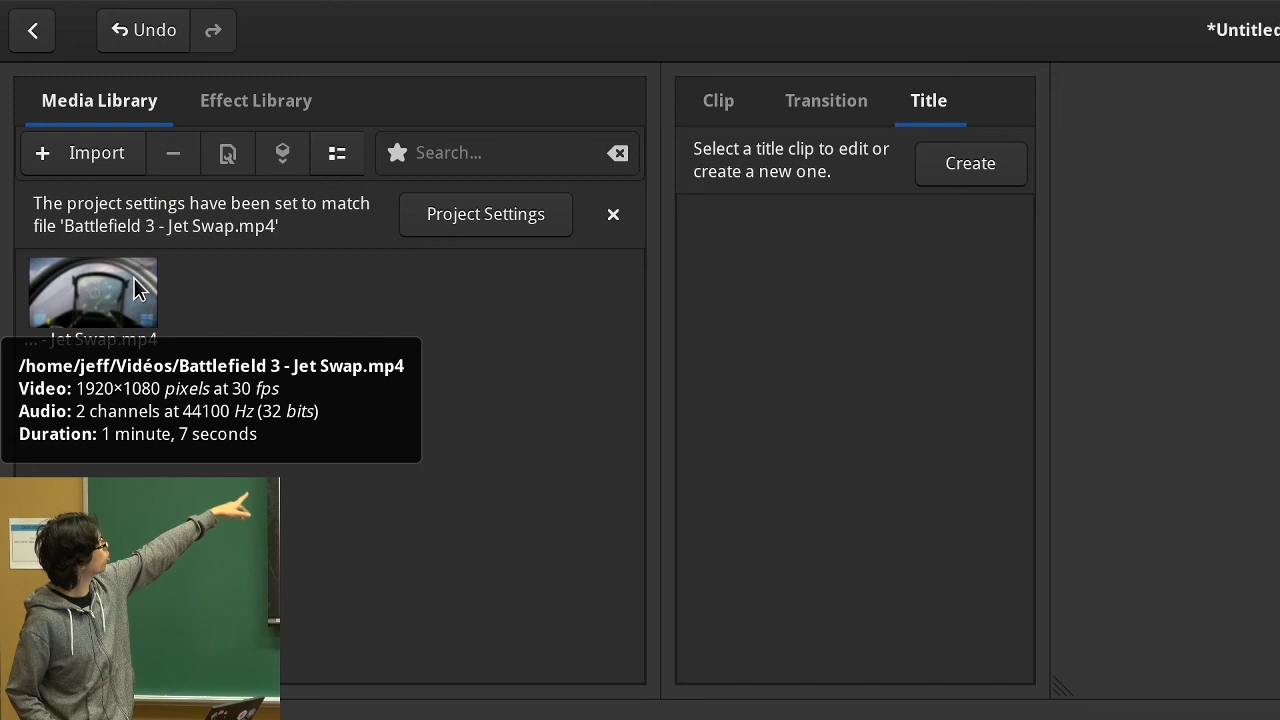 Undo
*Untitled
Media Library
Effect Library
Clip
Transition
Title
Import
Search...
Select a title clip to edit or
create a new one.
Create
The project settings have been set to match
file 'Battlefield 3 - Jet Swap.mp4'
Project Settings
... - Jet Swap.mp4
/home/jeff/Vidéos/Battlefield 3 - Jet Swap.mp4
Video: 1920×1080 pixels at 30 fps
Audio: 2 channels at 44100 Hz (32 bits)
Duration: 1 minute, 7 seconds